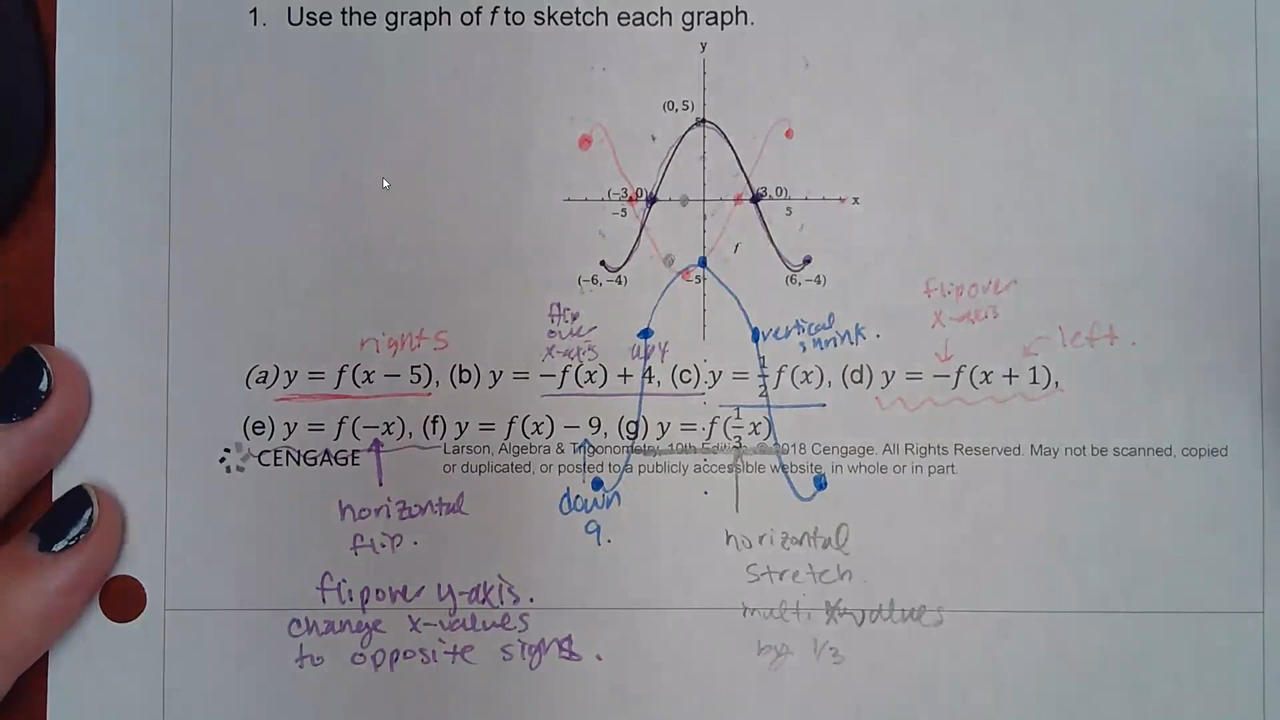 1. Use the graph of f to sketch each graph.
y
(0, 5)
5
(-3, 0)
(3, 0)
x
-5
5
f
(-6, -4)
-5
(6, -4)
flipover
x-axis
left.
rights
flip
over
x-axis
up 4
vertical
shrink.
(a) y = f(x − 5), (b) y = −f(x) + 4, (c) y = 1/2 f(x), (d) y = −f(x + 1),
(e) y = f(−x), (f) y = f(x) − 9, (g) y = f(1/3 x)
CENGAGE
Larson, Algebra & Trigonometry, 10th Edition. © 2018 Cengage. All Rights Reserved. May not be scanned, copied
or duplicated, or posted to a publicly accessible website, in whole or in part.
horizontal
flip.
down
9.
horizontal
stretch
multi. x-values
by 1/3
flipover y-axis.
change x-values
to opposite signs.